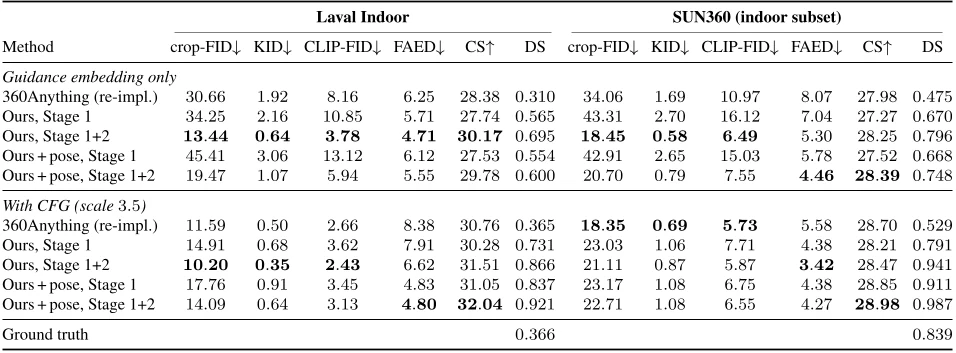 Laval Indoor SUN360 (indoor subset)
Method crop-FID↓ KID↓ CLIP-FID↓ FAED↓ CS↑ DS crop-FID↓ KID↓ CLIP-FID↓ FAED↓ CS↑ DS
Guidance embedding only
360Anything (re-impl.) 30.66 1.92 8.16 6.25 28.38 0.310 34.06 1.69 10.97 8.07 27.98 0.475
Ours, Stage 1 34.25 2.16 10.85 5.71 27.74 0.565 43.31 2.70 16.12 7.04 27.27 0.670
Ours, Stage 1+2 13.44 0.64 3.78 4.71 30.17 0.695 18.45 0.58 6.49 5.30 28.25 0.796
Ours + pose, Stage 1 45.41 3.06 13.12 6.12 27.53 0.554 42.91 2.65 15.03 5.78 27.52 0.668
Ours + pose, Stage 1+2 19.47 1.07 5.94 5.55 29.78 0.600 20.70 0.79 7.55 4.46 28.39 0.748
With CFG (scale 3.5)
360Anything (re-impl.) 11.59 0.50 2.66 8.38 30.76 0.365 18.35 0.69 5.73 5.58 28.70 0.529
Ours, Stage 1 14.91 0.68 3.62 7.91 30.28 0.731 23.03 1.06 7.71 4.38 28.21 0.791
Ours, Stage 1+2 10.20 0.35 2.43 6.62 31.51 0.866 21.11 0.87 5.87 3.42 28.47 0.941
Ours + pose, Stage 1 17.76 0.91 3.45 4.83 31.05 0.837 23.17 1.08 6.75 4.38 28.85 0.911
Ours + pose, Stage 1+2 14.09 0.64 3.13 4.80 32.04 0.921 22.71 1.08 6.55 4.27 28.98 0.987
Ground truth 0.366 0.839